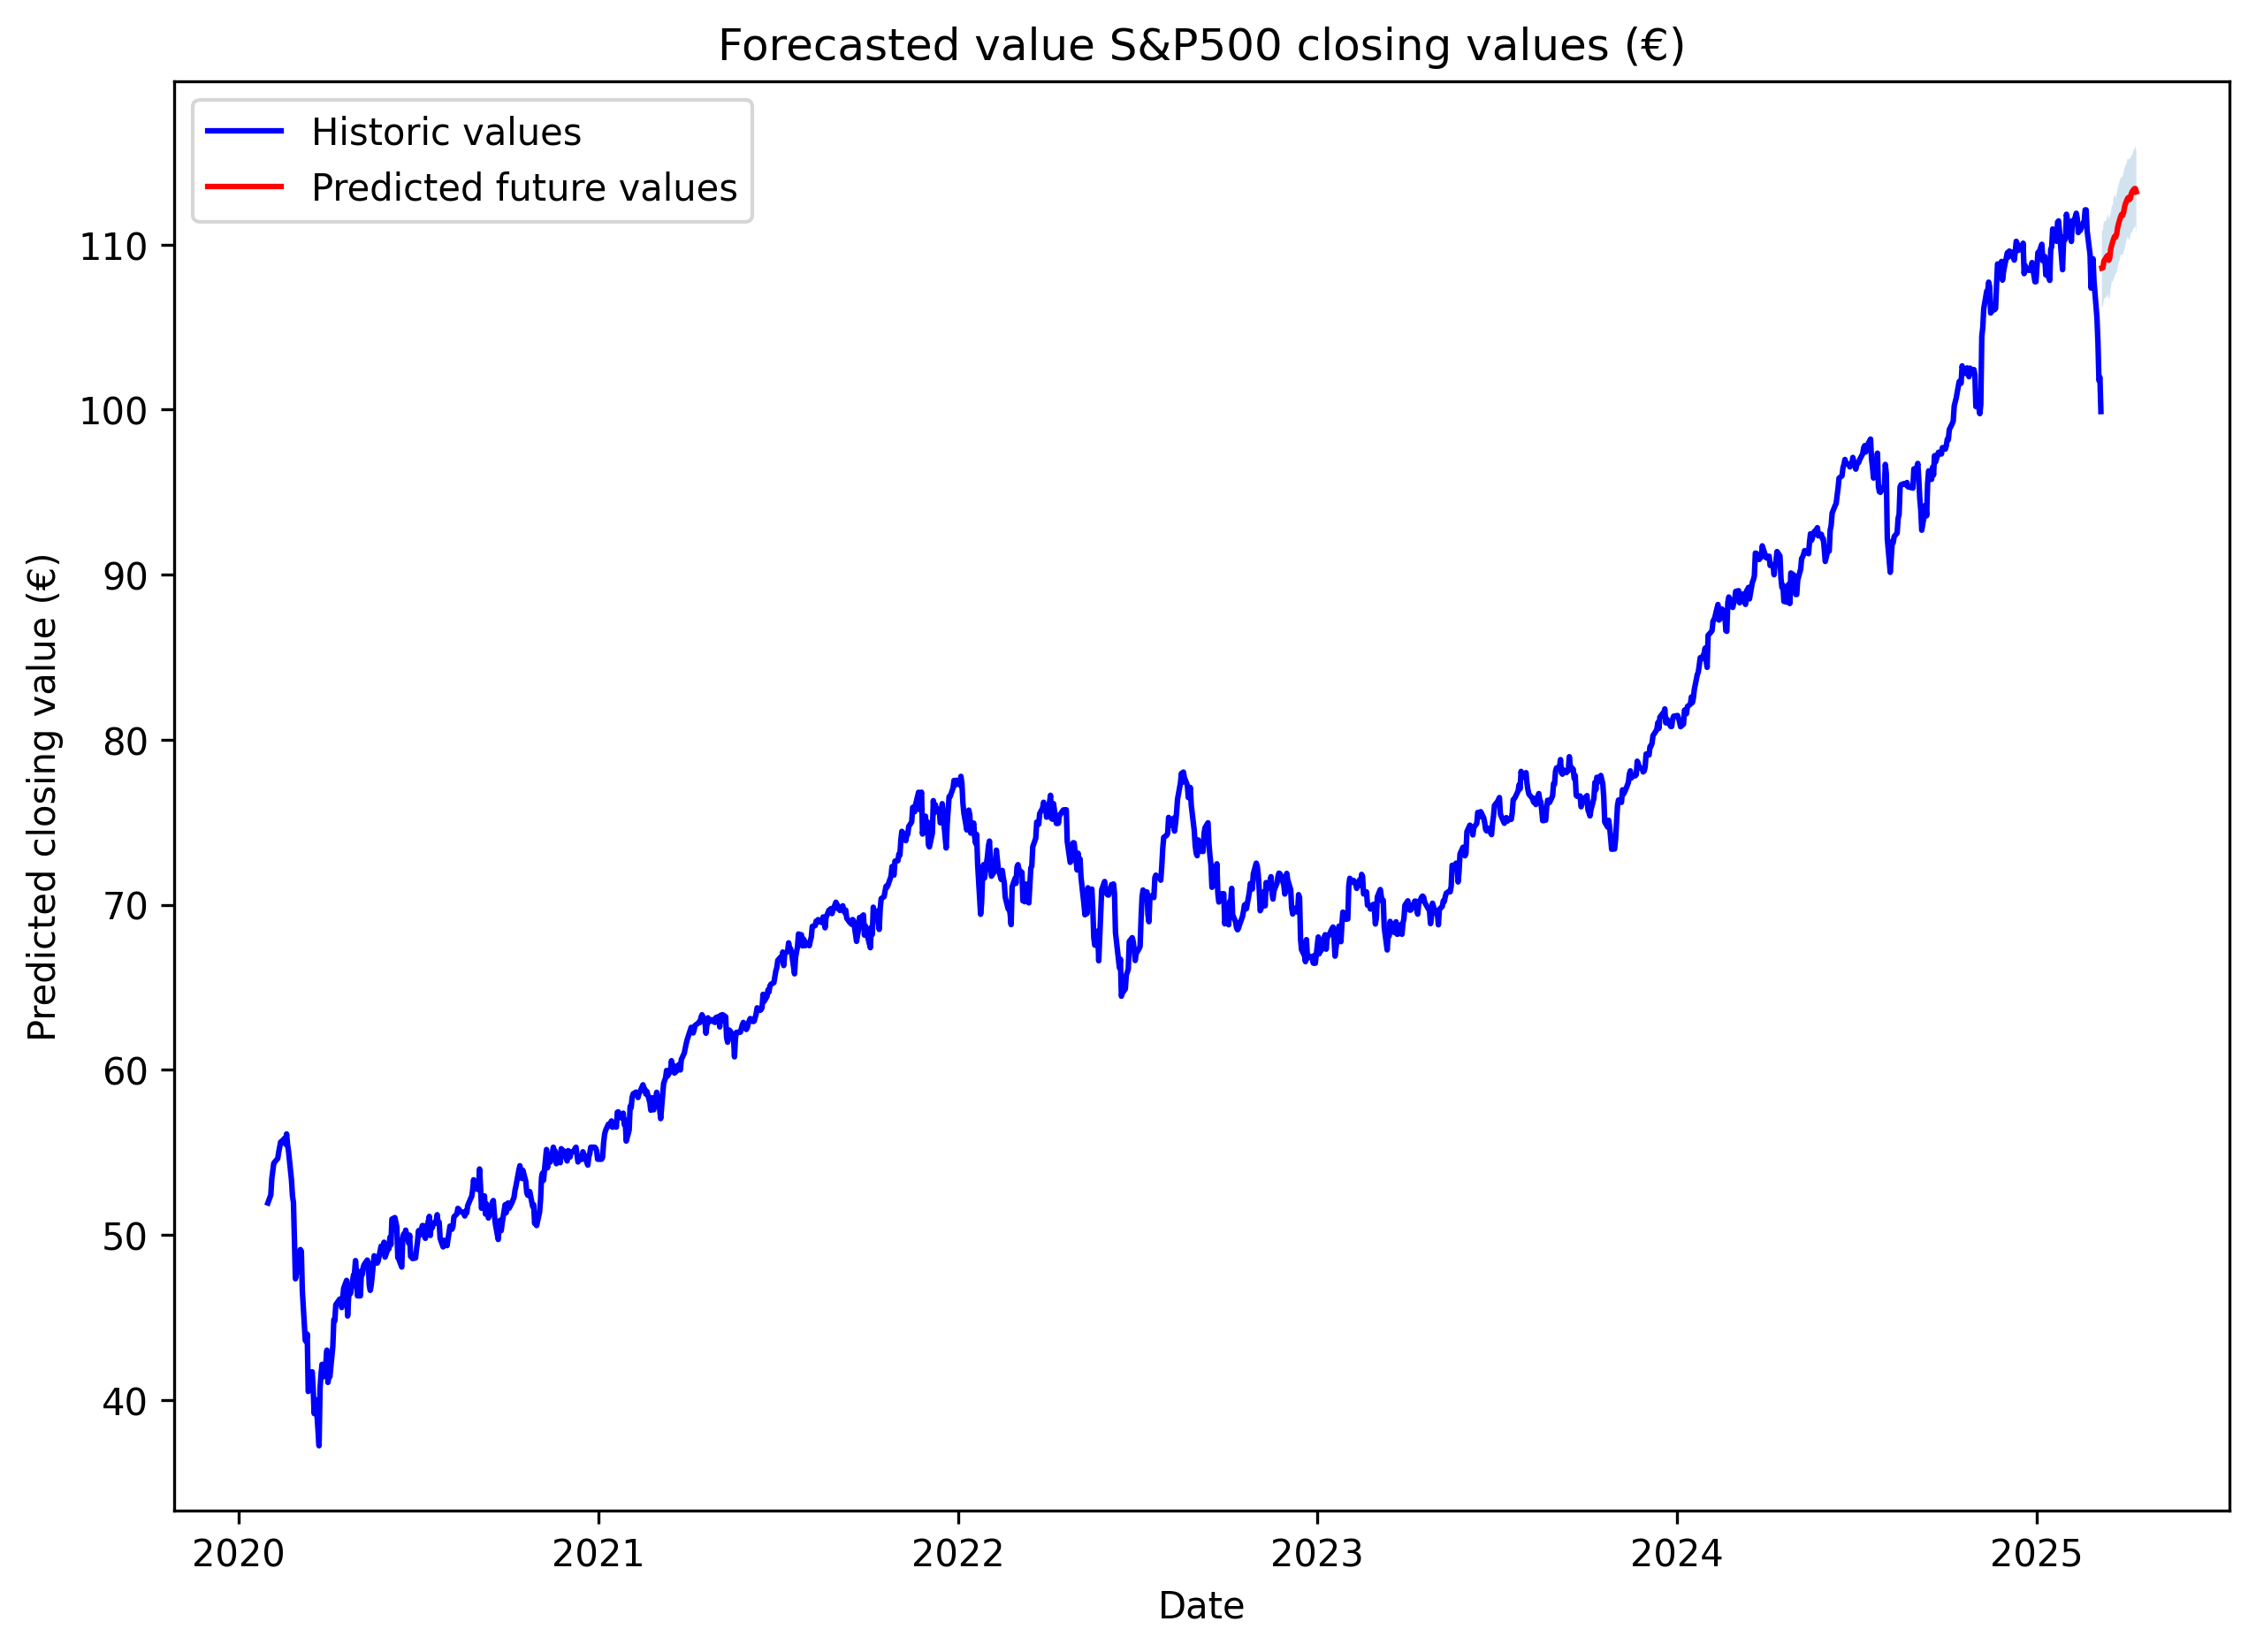 Forecasted value S&P500 closing values (€)
Historic values
Predicted future values
Predicted closing value (€)
110
100
90
80
70
60
50
40
2020
2021
2022
2023
2024
2025
Date